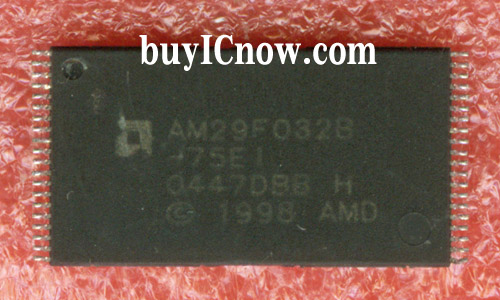 buyICnow.com
AM29F032B
-75EI
0447DBB H
© 1998 AMD